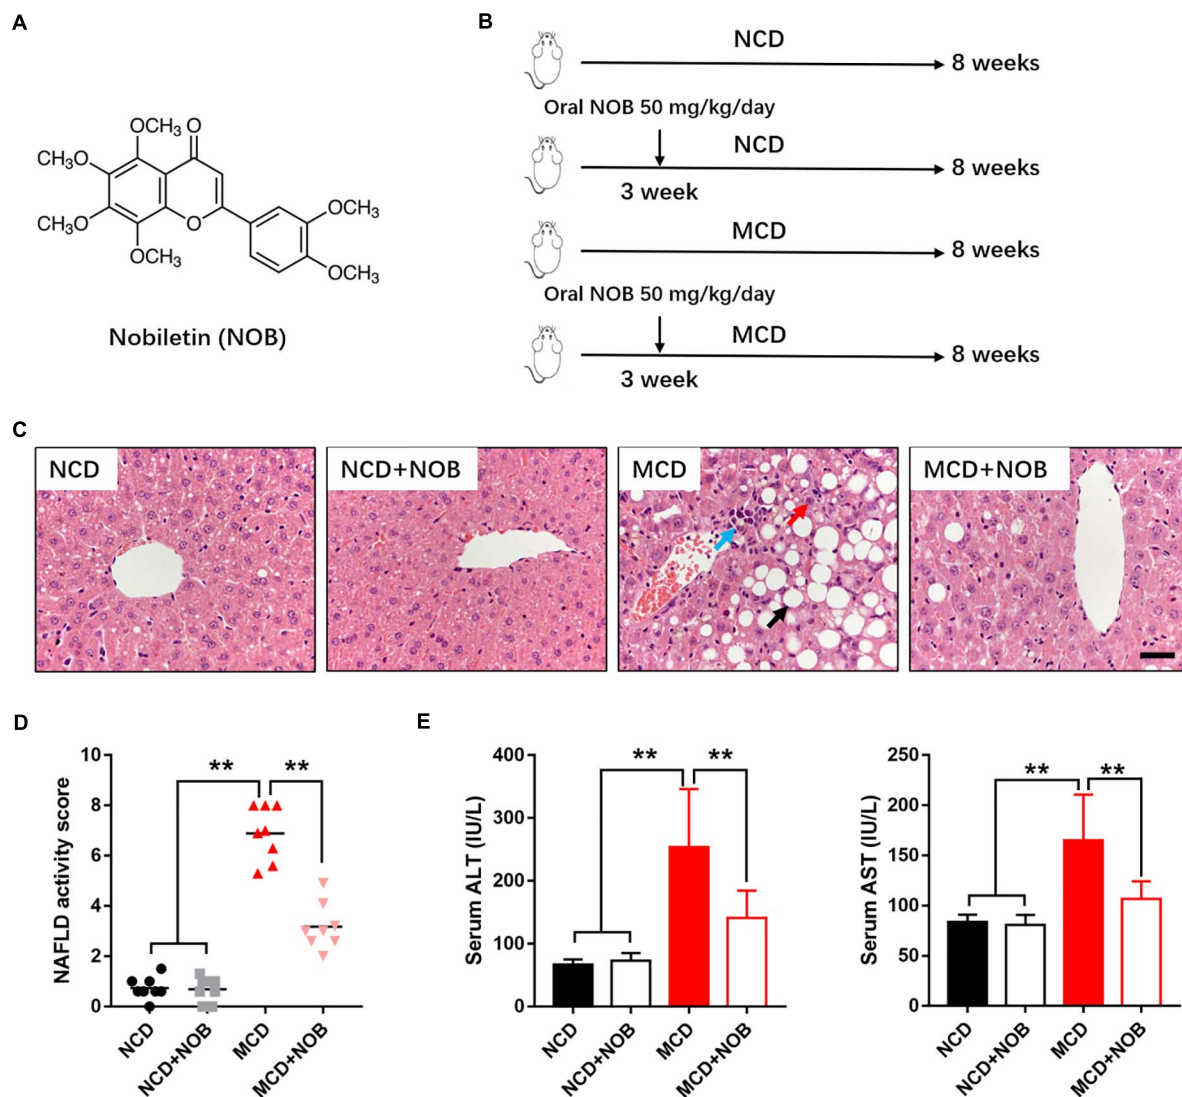 A
OCH₃
O
CH₃O
CH₃O
CH₃O
OCH₃
O
OCH₃
OCH₃
Nobiletin (NOB)
B
NCD
8 weeks
Oral NOB 50 mg/kg/day
NCD
8 weeks
3 week
MCD
8 weeks
Oral NOB 50 mg/kg/day
MCD
8 weeks
3 week
C
NCD
NCD+NOB
MCD
MCD+NOB
D
NAFLD activity score
10
8
6
4
2
0
**
**
NCD
NCD+NOB
MCD
MCD+NOB
E
Serum ALT (IU/L)
400
300
200
100
0
**
**
NCD
NCD+NOB
MCD
MCD+NOB
Serum AST (IU/L)
250
200
150
100
50
0
**
**
NCD
NCD+NOB
MCD
MCD+NOB